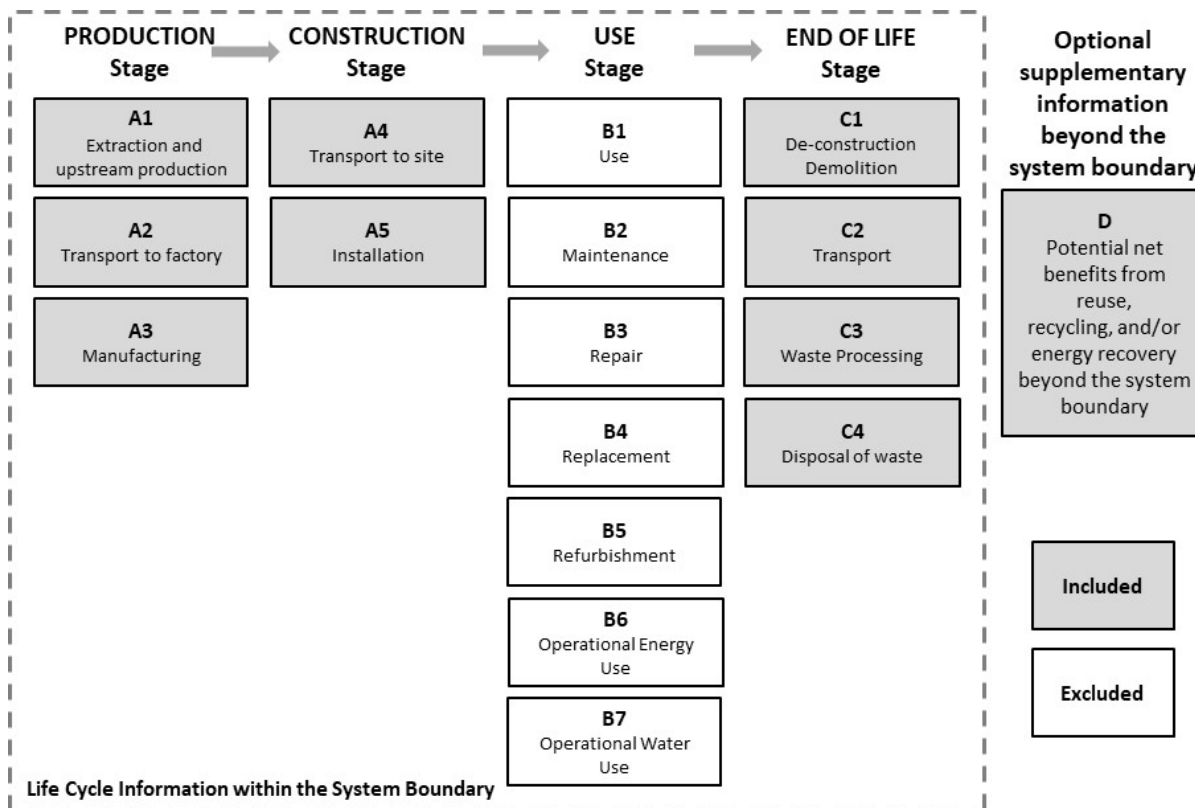 PRODUCTION
Stage
CONSTRUCTION
Stage
USE
Stage
END OF LIFE
Stage
A1
Extraction and
upstream production
A2
Transport to factory
A3
Manufacturing
A4
Transport to site
A5
Installation
B1
Use
B2
Maintenance
B3
Repair
B4
Replacement
B5
Refurbishment
B6
Operational Energy
Use
B7
Operational Water
Use
C1
De-construction
Demolition
C2
Transport
C3
Waste Processing
C4
Disposal of waste
Life Cycle Information within the System Boundary
Optional
supplementary
information
beyond the
system boundary
D
Potential net
benefits from
reuse,
recycling, and/or
energy recovery
beyond the system
boundary
Included
Excluded